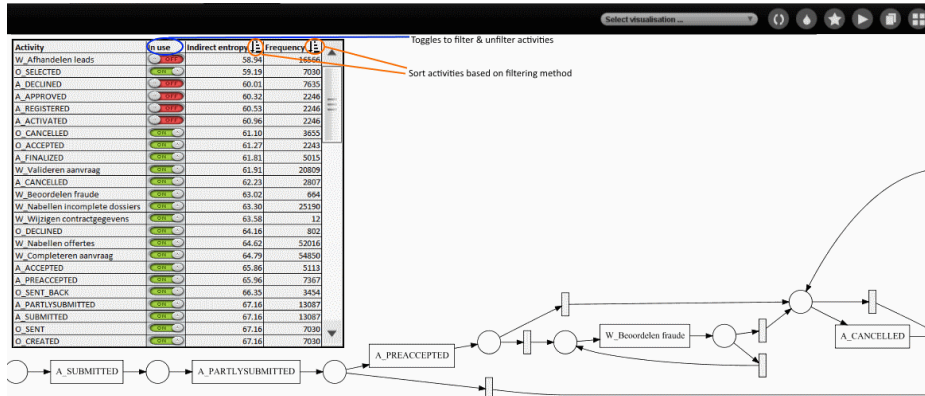 Select visualisation ...
Activity In use Indirect entropy Frequency
Toggles to filter & unfilter activities
W_Afhandelen leads OFF 58.94 16566
O_SELECTED ON 59.19 7030
Sort activities based on filtering method
A_DECLINED OFF 60.01 7635
A_APPROVED OFF 60.32 2246
A_REGISTERED OFF 60.53 2246
A_ACTIVATED OFF 60.96 2246
O_CANCELLED ON 61.10 3655
O_ACCEPTED ON 61.27 2243
A_FINALIZED ON 61.81 5015
W_Valideren aanvraag ON 61.91 20809
A_CANCELLED ON 62.23 2807
W_Beoordelen fraude ON 63.02 664
W_Nabellen incomplete dossiers ON 63.30 25190
W_Wijzigen contractgegevens ON 63.58 12
O_DECLINED ON 64.16 802
W_Nabellen offertes ON 64.62 52016
W_Completeren aanvraag ON 64.79 54850
A_ACCEPTED ON 65.86 5113
A_PREACCEPTED ON 65.96 7367
O_SENT_BACK ON 66.35 3454
A_PARTLYSUBMITTED ON 67.16 13087
A_SUBMITTED ON 67.16 13087
O_SENT ON 67.16 7030
O_CREATED ON 67.16 7030
W_Beoordelen fraude
A_CANCELLED
A_PREACCEPTED
A_SUBMITTED
A_PARTLYSUBMITTED